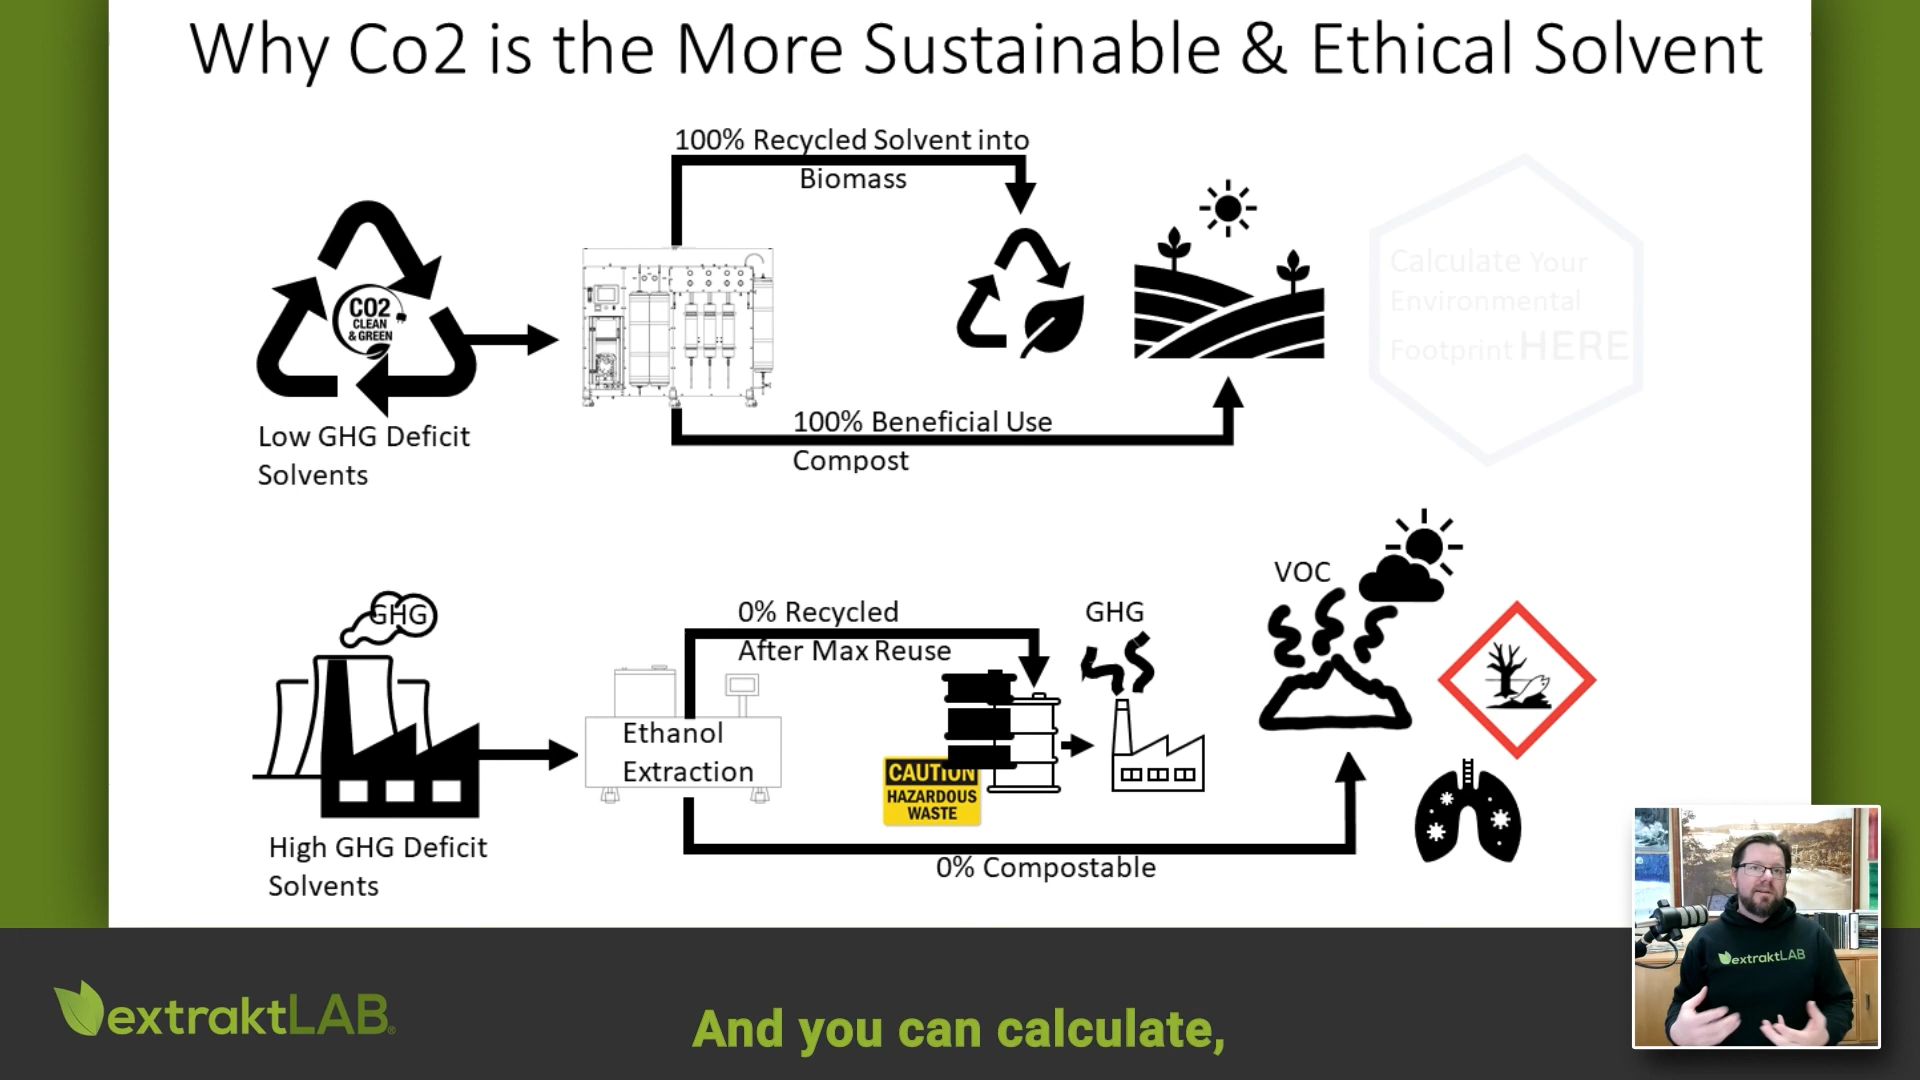 Why Co2 is the More Sustainable & Ethical Solvent
100% Recycled Solvent into
Biomass
CO2
CLEAN
& GREEN
Low GHG Deficit
Solvents
100% Beneficial Use
Compost
Calculate Your
Environmental
Footprint HERE
GHG
High GHG Deficit
Solvents
0% Recycled
After Max Reuse
Ethanol
Extraction
CAUTION
HAZARDOUS
WASTE
GHG
VOC
0% Compostable
extraktLAB
extraktLAB®
And you can calculate,